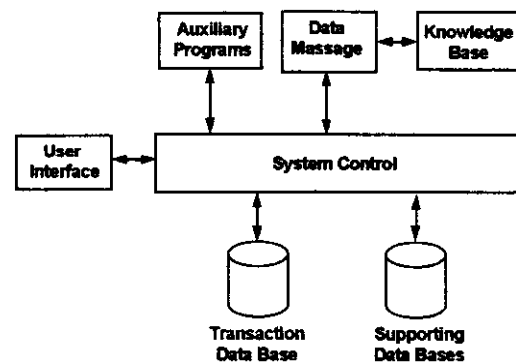 Auxiliary
Programs
Data
Massage
Knowledge
Base
User
Interface
System Control
Transaction
Data Base
Supporting
Data Bases